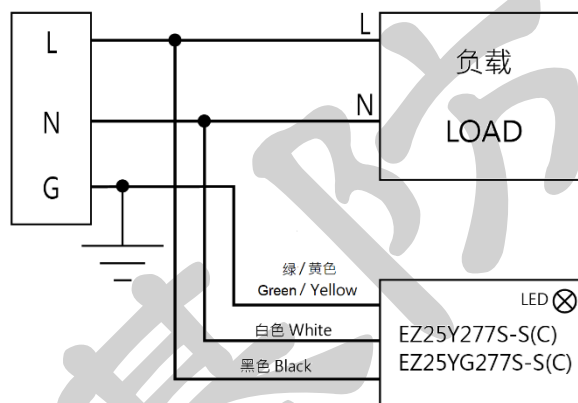 L
N
G
L
N
负载
LOAD
绿/黄色
Green/Yellow
白色 White
黑色 Black
LED
EZ25Y277S-S(C)
EZ25YG277S-S(C)